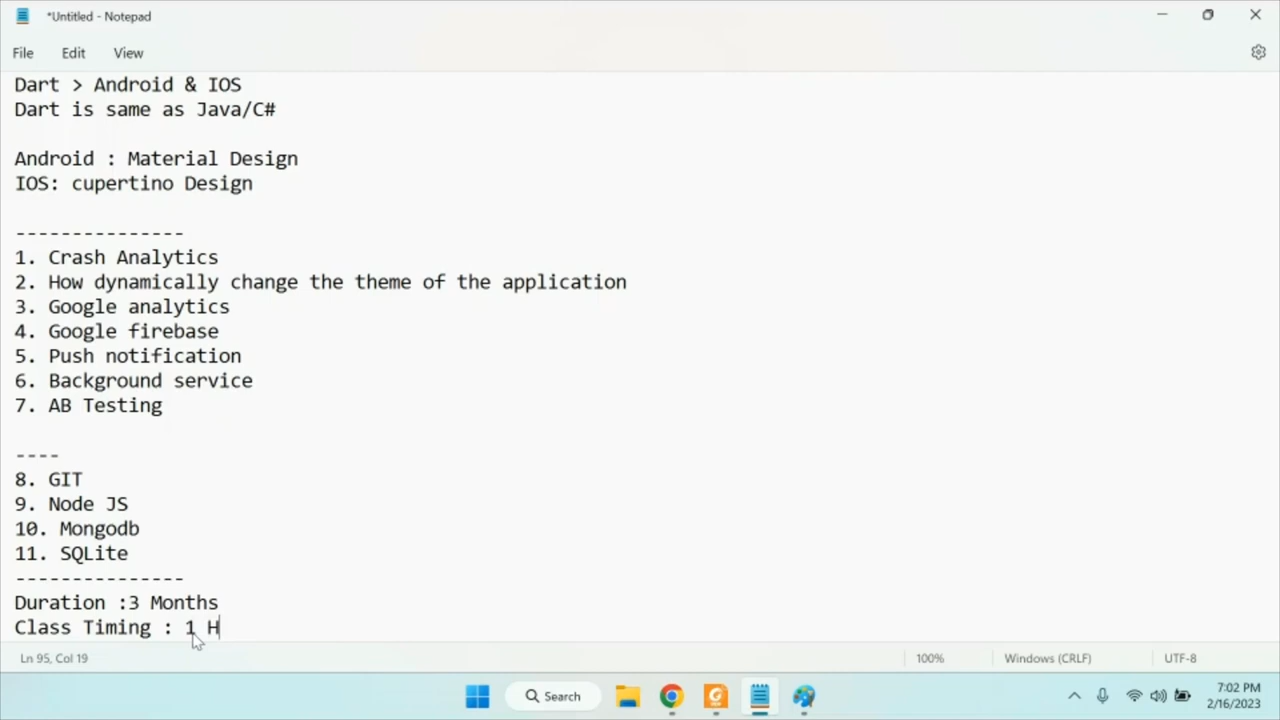 *Untitled - Notepad
File Edit View
Dart > Android & IOS
Dart is same as Java/C#
Android : Material Design
IOS: cupertino Design
---------------
1. Crash Analytics
2. How dynamically change the theme of the application
3. Google analytics
4. Google firebase
5. Push notification
6. Background service
7. AB Testing
----
8. GIT
9. Node JS
10. Mongodb
11. SQLite
---------------
Duration :3 Months
Class Timing : 1 H
Ln 95, Col 19 100% Windows (CRLF) UTF-8
Search
7:02 PM
2/16/2023